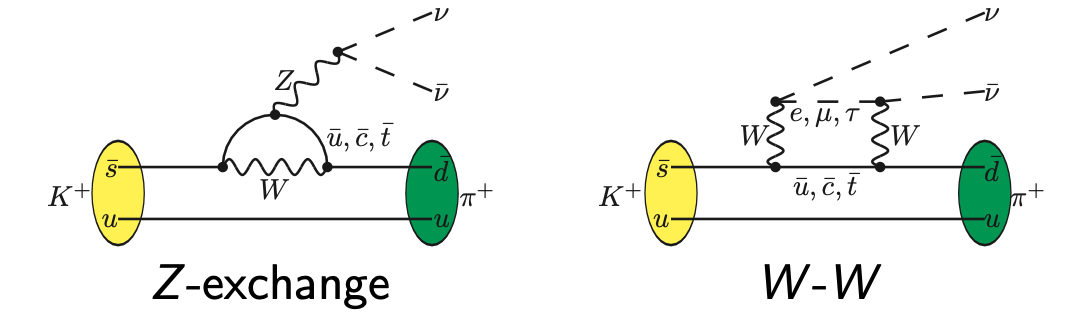 ν
Z
ν̄
ū, c̄, t̄
s̄
W
d̄
K⁺
π⁺
u
u
Z-exchange
ν
ν̄
e, μ, τ
W
W
s̄
ū, c̄, t̄
d̄
K⁺
π⁺
u
u
W-W